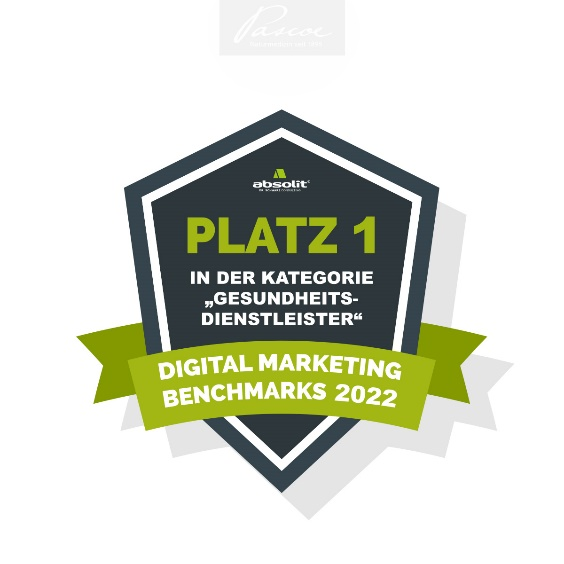 Pascoe
absolit®
PLATZ 1
IN DER KATEGORIE
„GESUNDHEITS-
DIENSTLEISTER“
DIGITAL MARKETING
BENCHMARKS 2022